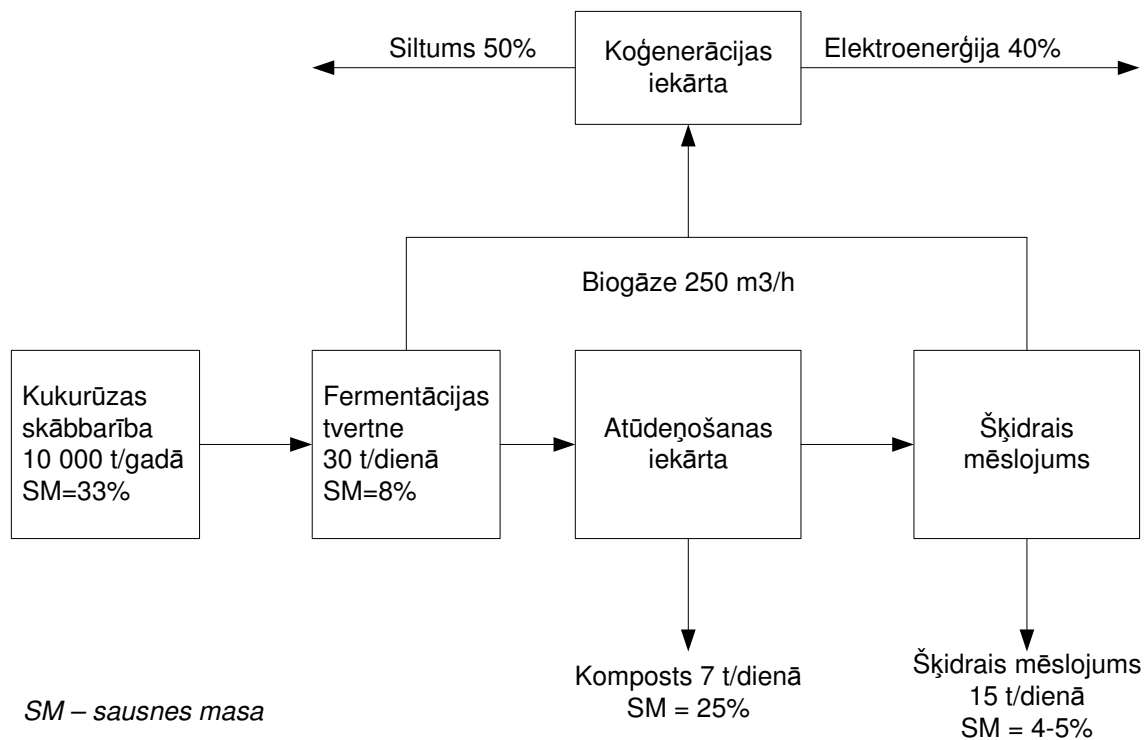 Siltums 50%
Koģenerācijas
iekārta
Elektroenerģija 40%
Biogāze 250 m3/h
Kukurūzas
skābbarība
10 000 t/gadā
SM=33%
Fermentācijas
tvertne
30 t/dienā
SM=8%
Atūdeņošanas
iekārta
Šķidrais
mēslojums
Komposts 7 t/dienā
SM = 25%
Šķidrais mēslojums
15 t/dienā
SM = 4-5%
SM – sausnes masa